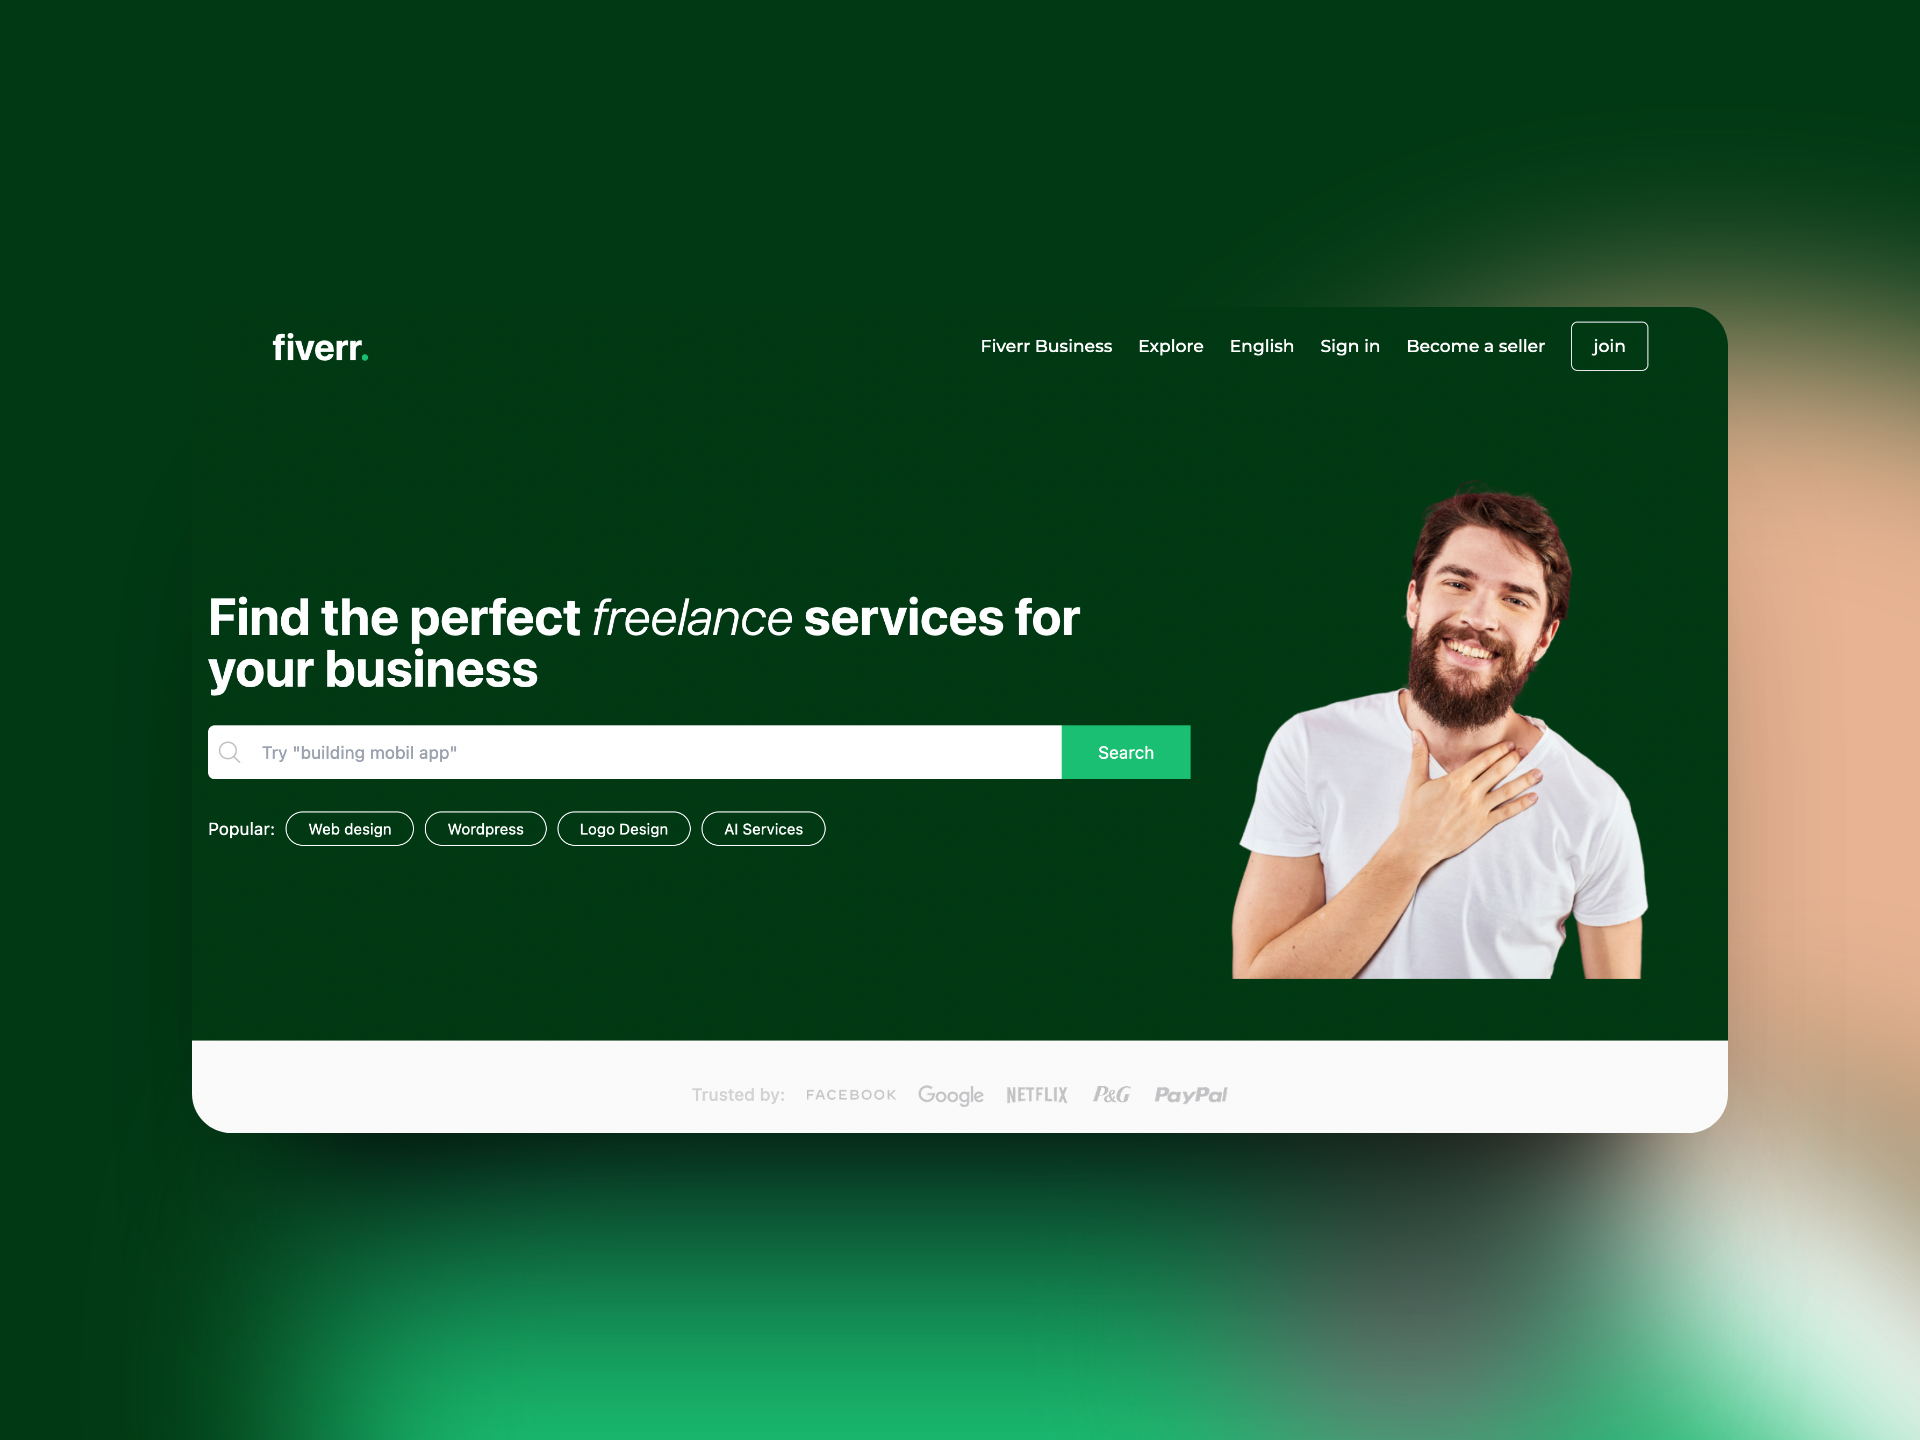 fiverr.
Fiverr Business Explore English Sign in Become a seller join
Find the perfect freelance services for
your business
Try "building mobil app" Search
Popular: Web design Wordpress Logo Design AI Services
Trusted by: FACEBOOK Google NETFLIX P&G PayPal